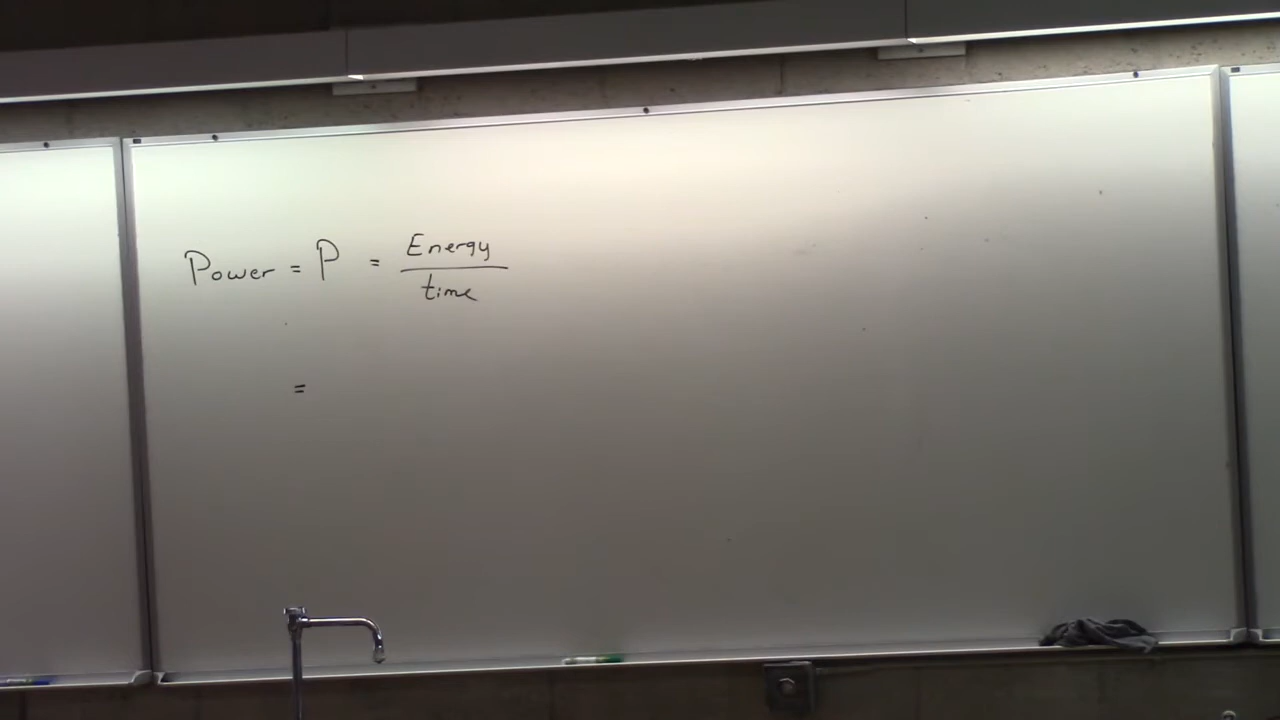 Power = P = Energy
time
=